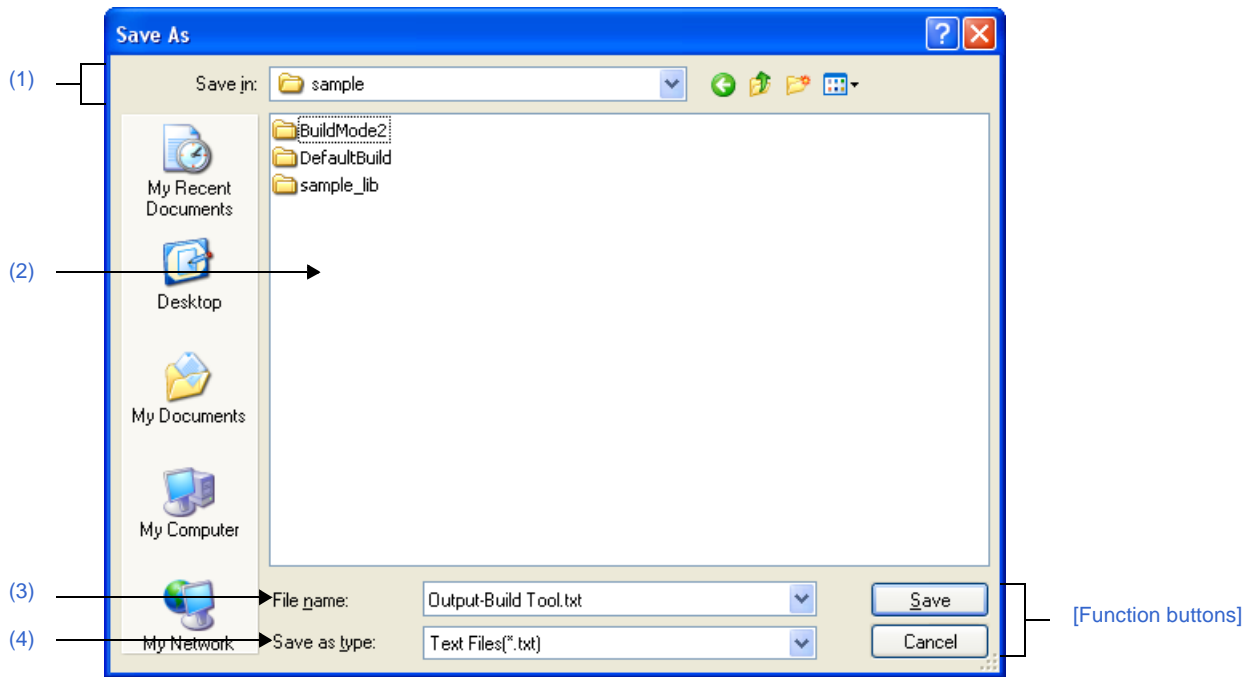 Save As
(1)
Save in:
sample
BuildMode2
DefaultBuild
sample_lib
My Recent
Documents
(2)
Desktop
My Documents
My Computer
(3)
File name:
Output-Build Tool.txt
Save
[Function buttons]
(4)
My Network
Save as type:
Text Files(*.txt)
Cancel